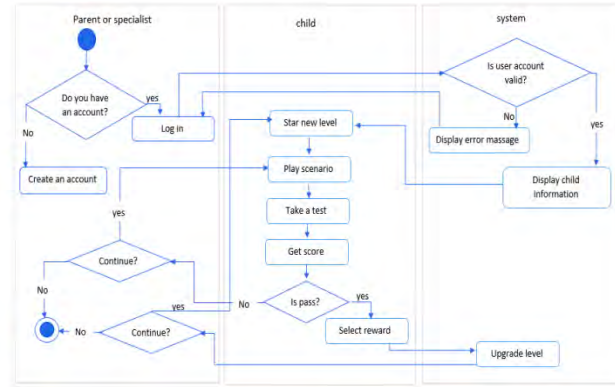 Parent or specialist
child
system
Do you have
an account?
yes
No
Log in
Create an account
Is user account
valid?
No
yes
Display error massage
Display child
information
Star new level
Play scenario
Take a test
Get score
Is pass?
No
yes
Select reward
Upgrade level
yes
Continue?
No
yes
Continue?
No